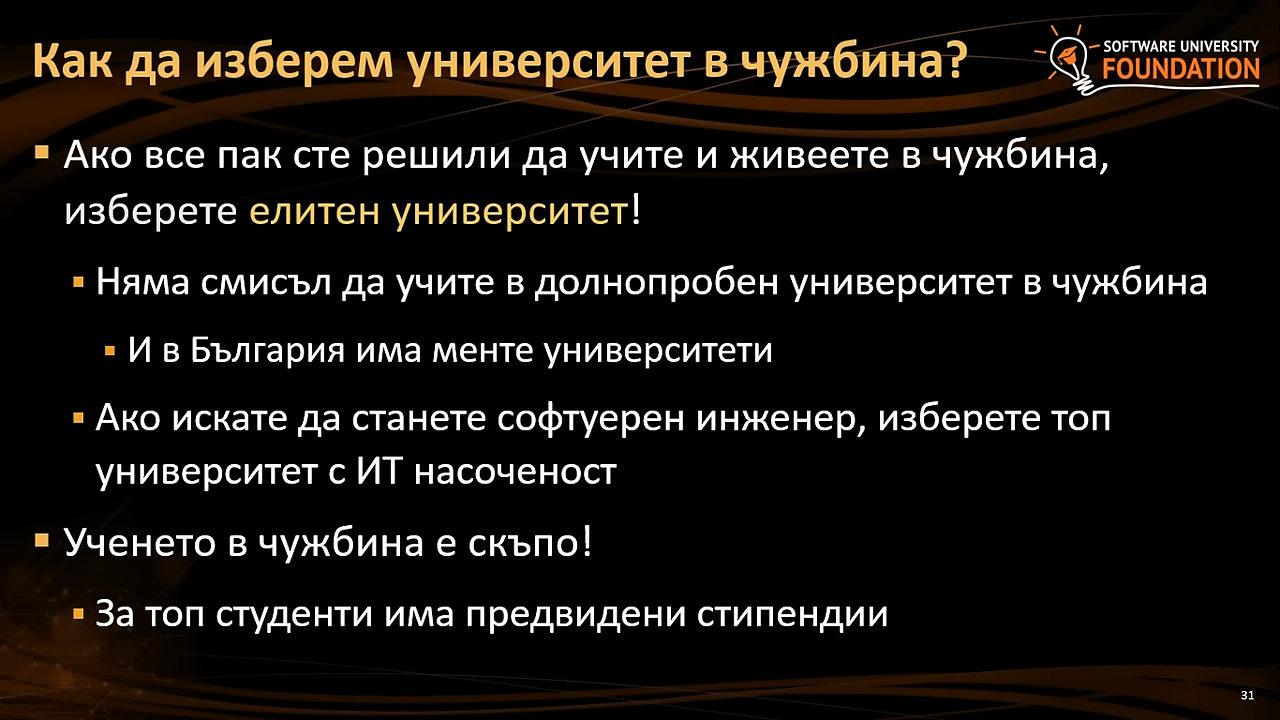 Как да изберем университет в чужбина?
SOFTWARE UNIVERSITY
FOUNDATION
Ако все пак сте решили да учите и живеете в чужбина,
изберете елитен университет!
Няма смисъл да учите в долнопробен университет в чужбина
И в България има менте университети
Ако искате да станете софтуерен инженер, изберете топ
университет с ИТ насоченост
Ученето в чужбина е скъпо!
За топ студенти има предвидени стипендии
31